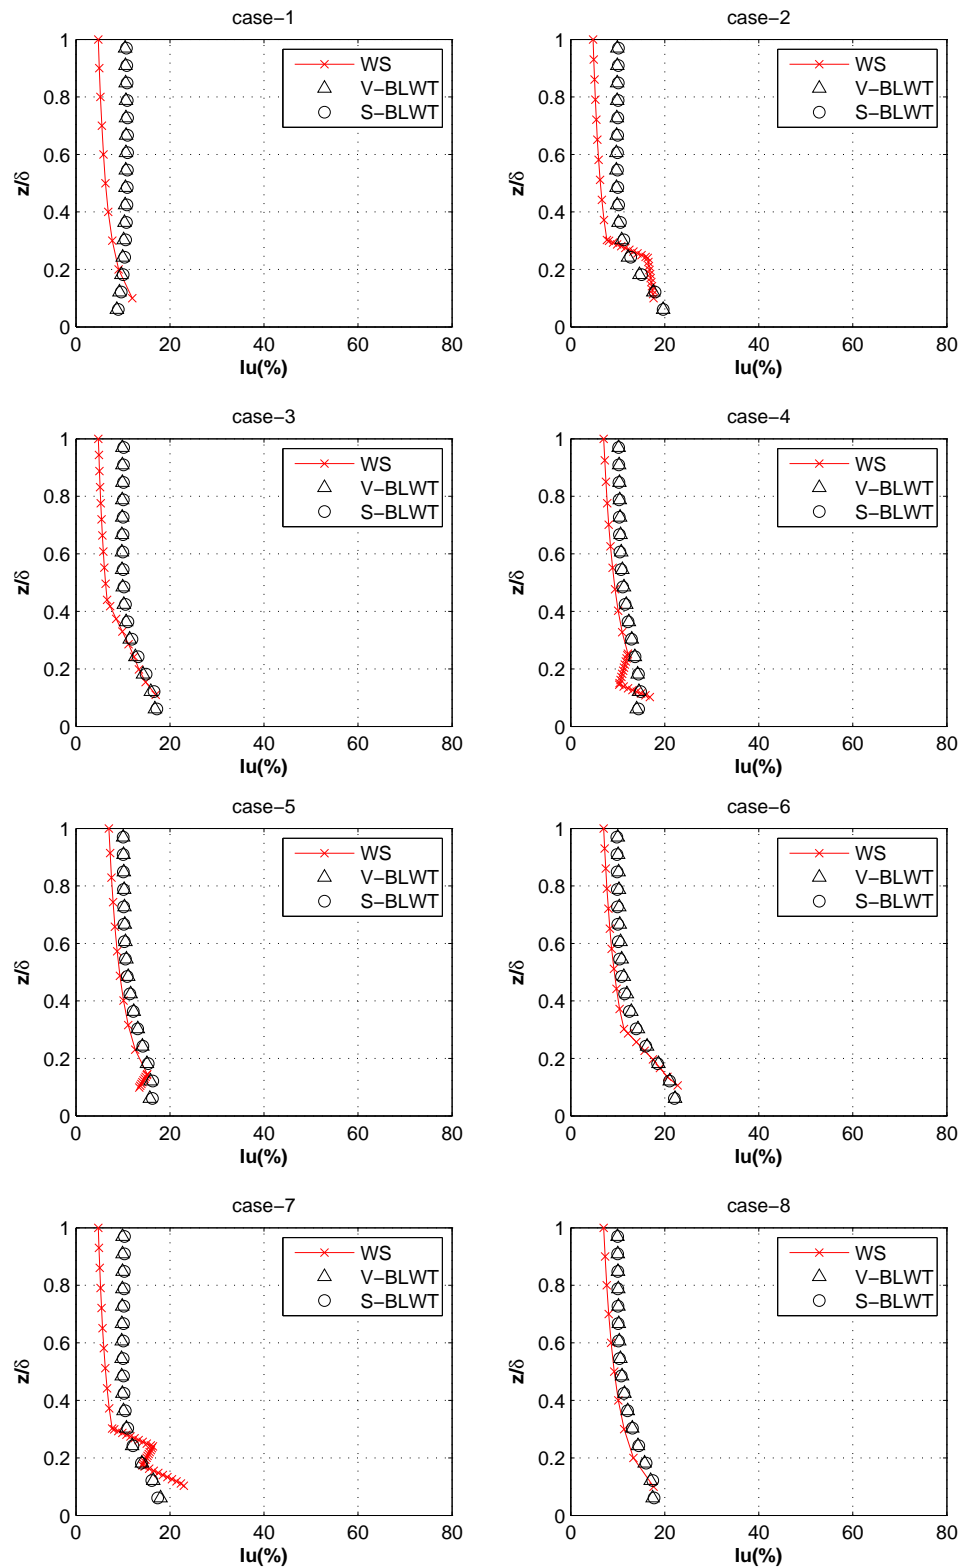 case−1
1
0.8
0.6
0.4
0.2
0
z/δ
0 20 40 60 80
Iu(%)
WS
V−BLWT
S−BLWT
case−2
1
0.8
0.6
0.4
0.2
0
z/δ
0 20 40 60 80
Iu(%)
WS
V−BLWT
S−BLWT
case−3
1
0.8
0.6
0.4
0.2
0
z/δ
0 20 40 60 80
Iu(%)
WS
V−BLWT
S−BLWT
case−4
1
0.8
0.6
0.4
0.2
0
z/δ
0 20 40 60 80
Iu(%)
WS
V−BLWT
S−BLWT
case−5
1
0.8
0.6
0.4
0.2
0
z/δ
0 20 40 60 80
Iu(%)
WS
V−BLWT
S−BLWT
case−6
1
0.8
0.6
0.4
0.2
0
z/δ
0 20 40 60 80
Iu(%)
WS
V−BLWT
S−BLWT
case−7
1
0.8
0.6
0.4
0.2
0
z/δ
0 20 40 60 80
Iu(%)
WS
V−BLWT
S−BLWT
case−8
1
0.8
0.6
0.4
0.2
0
z/δ
0 20 40 60 80
Iu(%)
WS
V−BLWT
S−BLWT